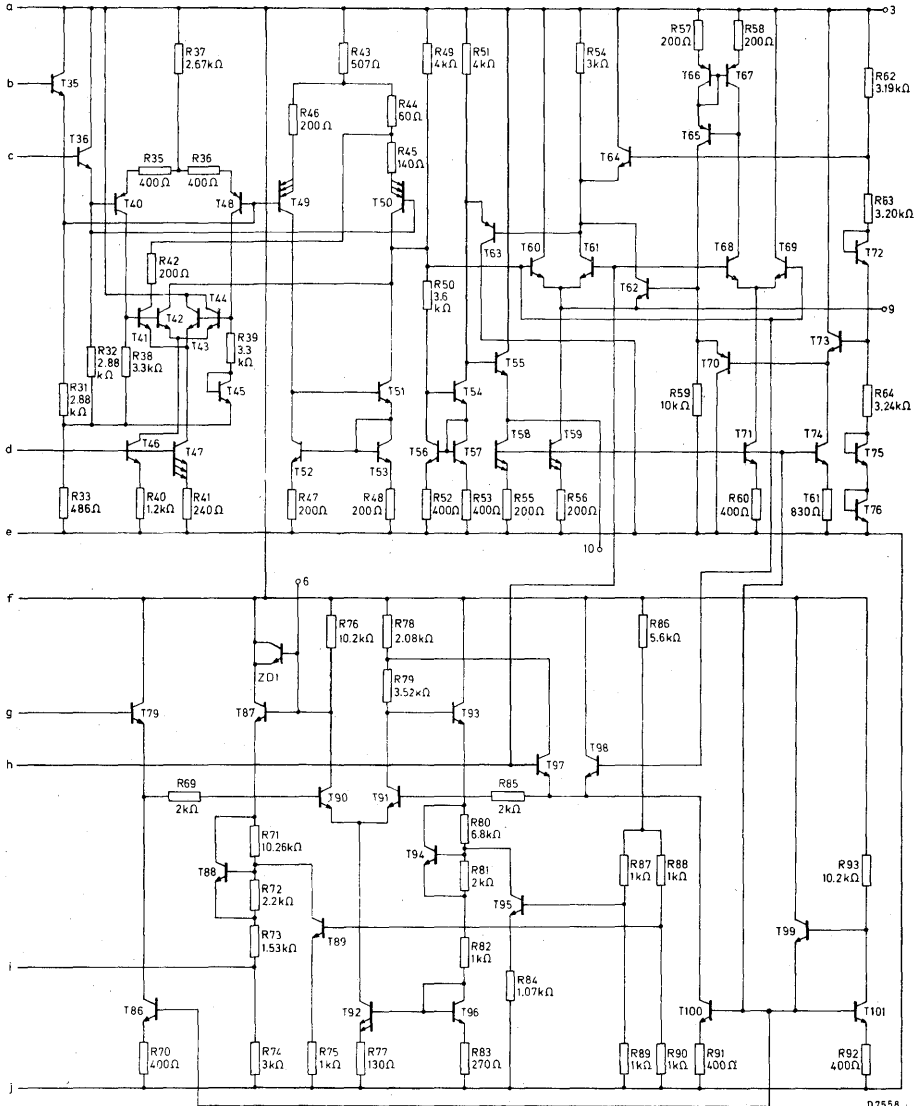 a
3
R37
2.67kΩ
R43
507Ω
R49
4kΩ
R51
4kΩ
R54
3kΩ
R57
200Ω
R58
200Ω
b
T35
R46
200Ω
R44
60Ω
T66
T67
R62
3.19kΩ
c
T36
R35
400Ω
R36
400Ω
R45
140Ω
T65
T64
T40
T48
T49
T50
T63
R63
3.20kΩ
T72
R42
200Ω
T60
T61
T68
T69
R50
3.6
kΩ
T62
9
T44
T42
T41
T43
R39
3.3
kΩ
R32
2.88
kΩ
R38
3.3kΩ
T73
R31
2.88
kΩ
T45
T51
T54
T55
T70
R59
10kΩ
R64
3.24kΩ
d
T46
T47
T52
T53
T56
T57
T58
T59
T71
T74
T75
R33
486Ω
R40
1.2kΩ
R41
240Ω
R47
200Ω
R48
200Ω
R52
400Ω
R53
400Ω
R55
200Ω
R56
200Ω
R60
400Ω
T61
830Ω
T76
e
10
6
f
R76
10.2kΩ
R78
2.08kΩ
R86
5.6kΩ
ZD1
R79
3.52kΩ
g
T79
T87
T93
h
T97
T98
R69
2kΩ
T90
T91
R85
2kΩ
R71
10.26kΩ
R80
6.8kΩ
T88
T94
R81
2kΩ
R87
1kΩ
R88
1kΩ
R93
10.2kΩ
R72
2.2kΩ
T95
T89
T99
R73
1.53kΩ
R82
1kΩ
i
R84
1.07kΩ
T86
T92
T96
T100
T101
R70
400Ω
R74
3kΩ
R75
1kΩ
R77
130Ω
R83
270Ω
R89
1kΩ
R90
1kΩ
R91
400Ω
R92
400Ω
j
D7558